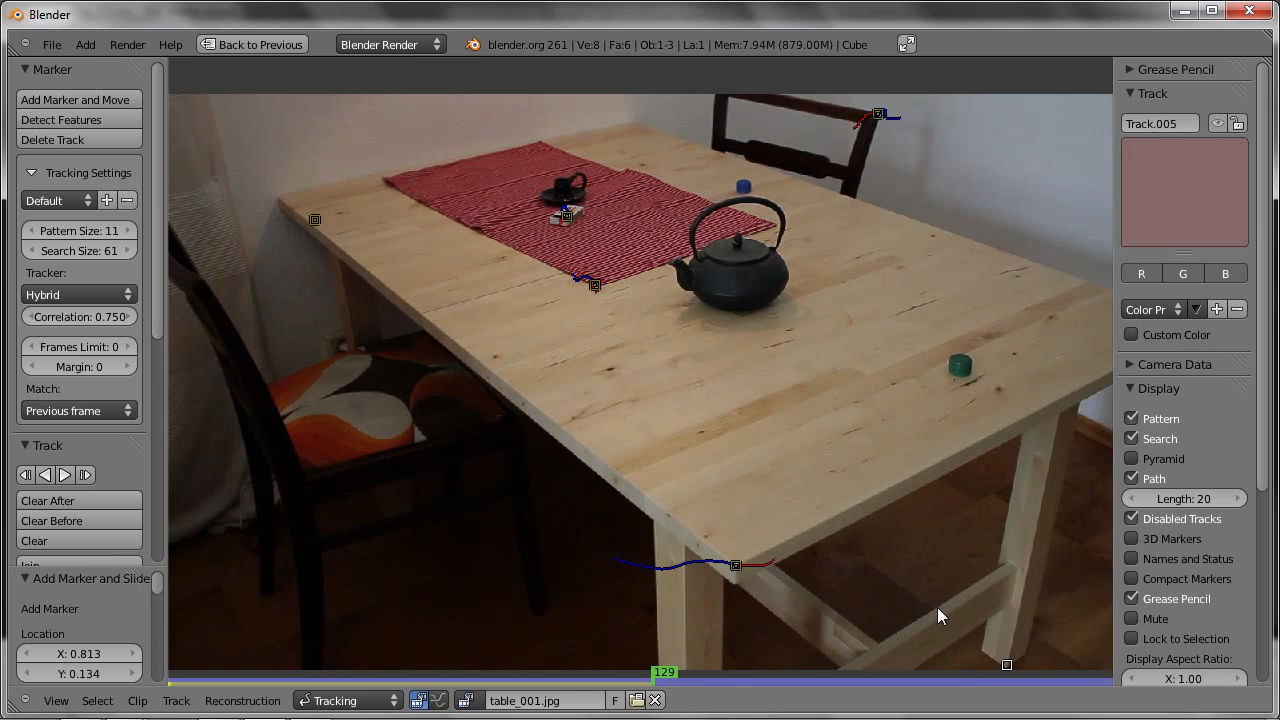 Blender
File Add Render Help Back to Previous Blender Render blender.org 261 | Ve:8 | Fa:6 | Ob:1-3 | La:1 | Mem:7.94M (879.00M) | Cube
Marker
Add Marker and Move
Detect Features
Delete Track
Tracking Settings
Default
Pattern Size: 11
Search Size: 61
Tracker:
Hybrid
Correlation: 0.750
Frames Limit: 0
Margin: 0
Match:
Previous frame
Track
Clear After
Clear Before
Clear
Join
Add Marker and Slide
Add Marker
Location
X: 0.813
Y: 0.134
129
Grease Pencil
Track
Track.005
R G B
Color Pr
Custom Color
Camera Data
Display
Pattern
Search
Pyramid
Path
Length: 20
Disabled Tracks
3D Markers
Names and Status
Compact Markers
Grease Pencil
Mute
Lock to Selection
Display Aspect Ratio:
X: 1.00
View Select Clip Track Reconstruction Tracking table_001.jpg F